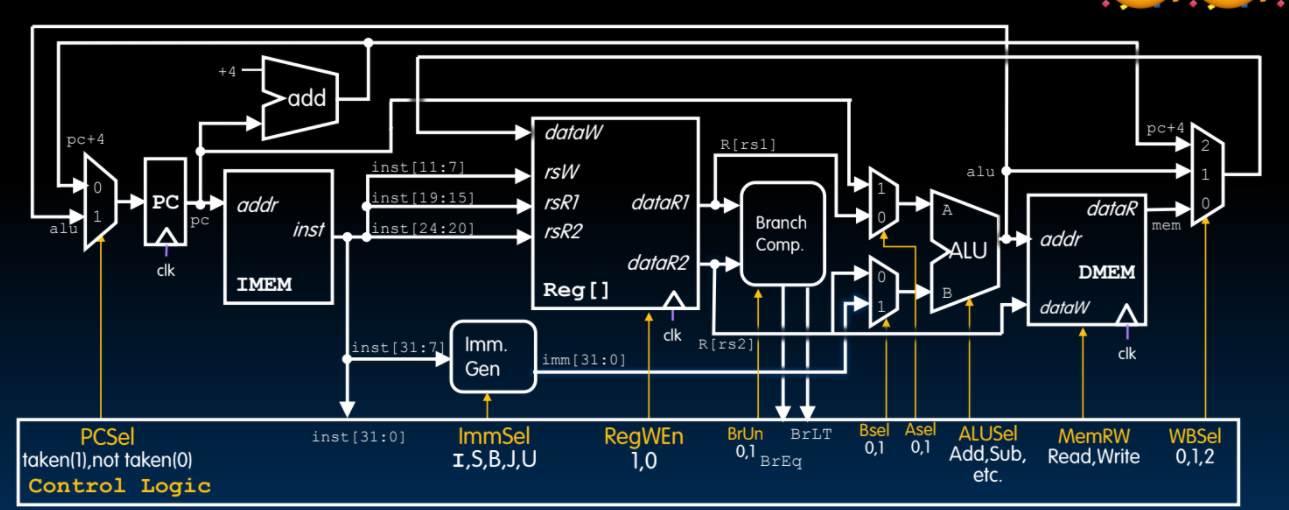 +4
add
pc+4
0
1
alu
PC
clk
pc
addr
inst
IMEM
inst[11:7]
inst[19:15]
inst[24:20]
dataW
rsW
rsR1
rsR2
dataR1
dataR2
Reg[]
clk
R[rs1]
R[rs2]
Branch
Comp.
inst[31:7]
Imm.
Gen
imm[31:0]
1
0
0
1
A
ALU
B
alu
addr
dataR
DMEM
dataW
clk
pc+4
2
1
0
mem
PCSel
taken(1),not taken(0)
Control Logic
inst[31:0]
ImmSel
I,S,B,J,U
RegWEn
1,0
BrUn
0,1
BrEq
BrLT
Bsel
0,1
Asel
0,1
ALUSel
Add,Sub,
etc.
MemRW
Read,Write
WBSel
0,1,2